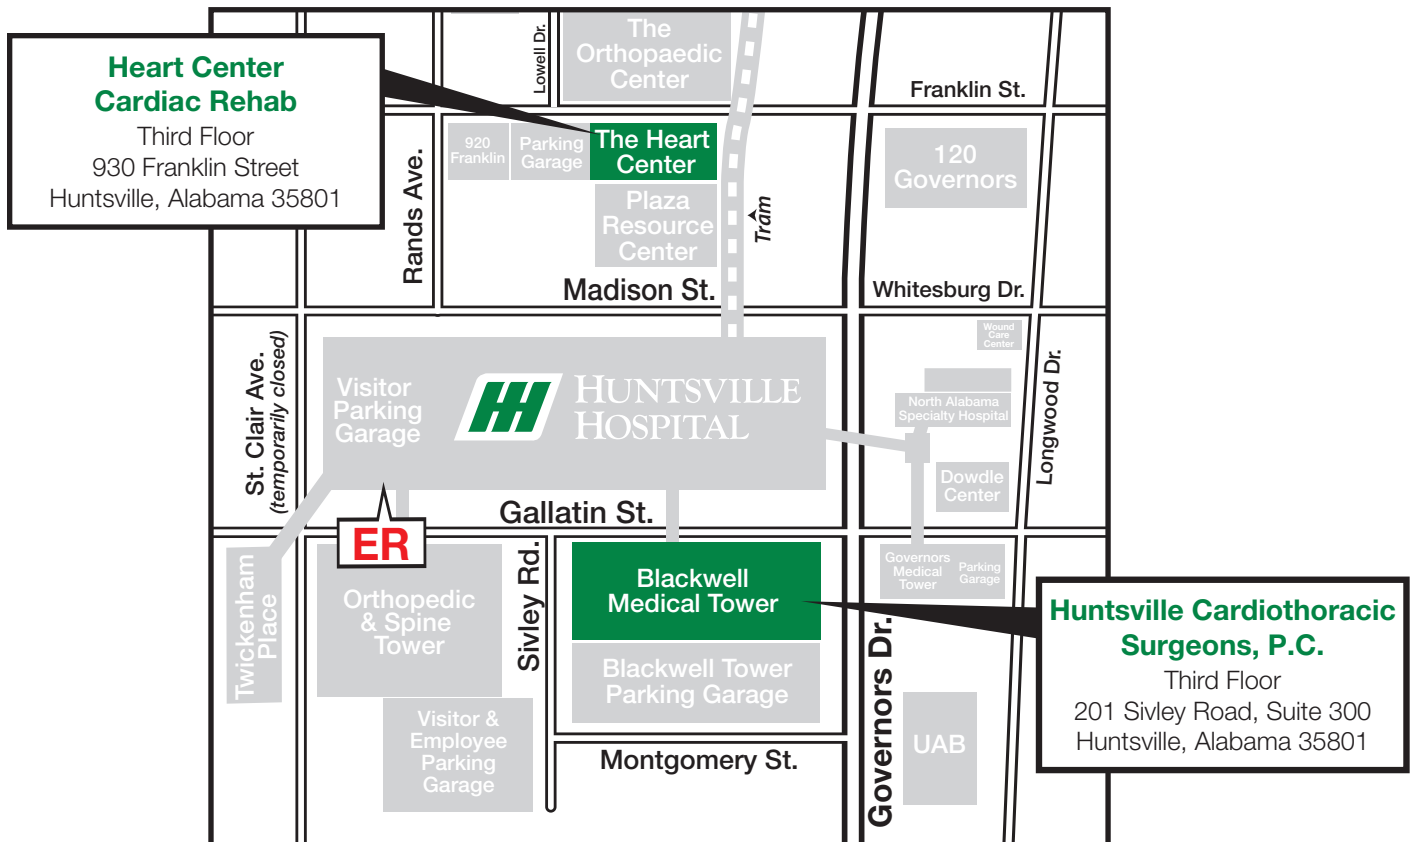 Heart Center
Cardiac Rehab
Third Floor
930 Franklin Street
Huntsville, Alabama 35801
Lowell Dr.
The
Orthopaedic
Center
Franklin St.
920
Franklin
Parking
Garage
The Heart
Center
120
Governors
Rands Ave.
Plaza
Resource
Center
Tram
Madison St.
Whitesburg Dr.
St. Clair Ave.
(temporarily closed)
Visitor
Parking
Garage
HUNTSVILLE
HOSPITAL
Wound
Care
Center
North Alabama
Specialty Hospital
Longwood Dr.
Dowdle
Center
Gallatin St.
ER
Twickenham
Place
Orthopedic
& Spine
Tower
Sivley Rd.
Blackwell
Medical Tower
Governors
Medical
Tower
Parking
Garage
Huntsville Cardiothoracic
Surgeons, P.C.
Third Floor
201 Sivley Road, Suite 300
Huntsville, Alabama 35801
Blackwell Tower
Parking Garage
Governors Dr.
Visitor &
Employee
Parking
Garage
Montgomery St.
UAB